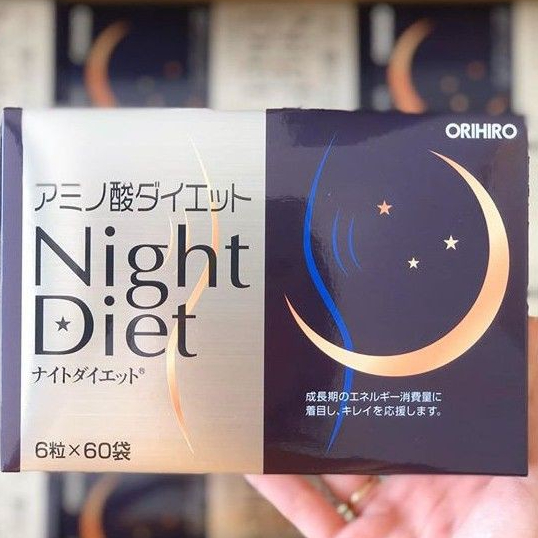 アミノ酸ダイエット
Night
Diet
ナイトダイエット®
6粒×60袋
ORIHIRO
成長期のエネルギー消費量に
着目し、キレイを応援します。